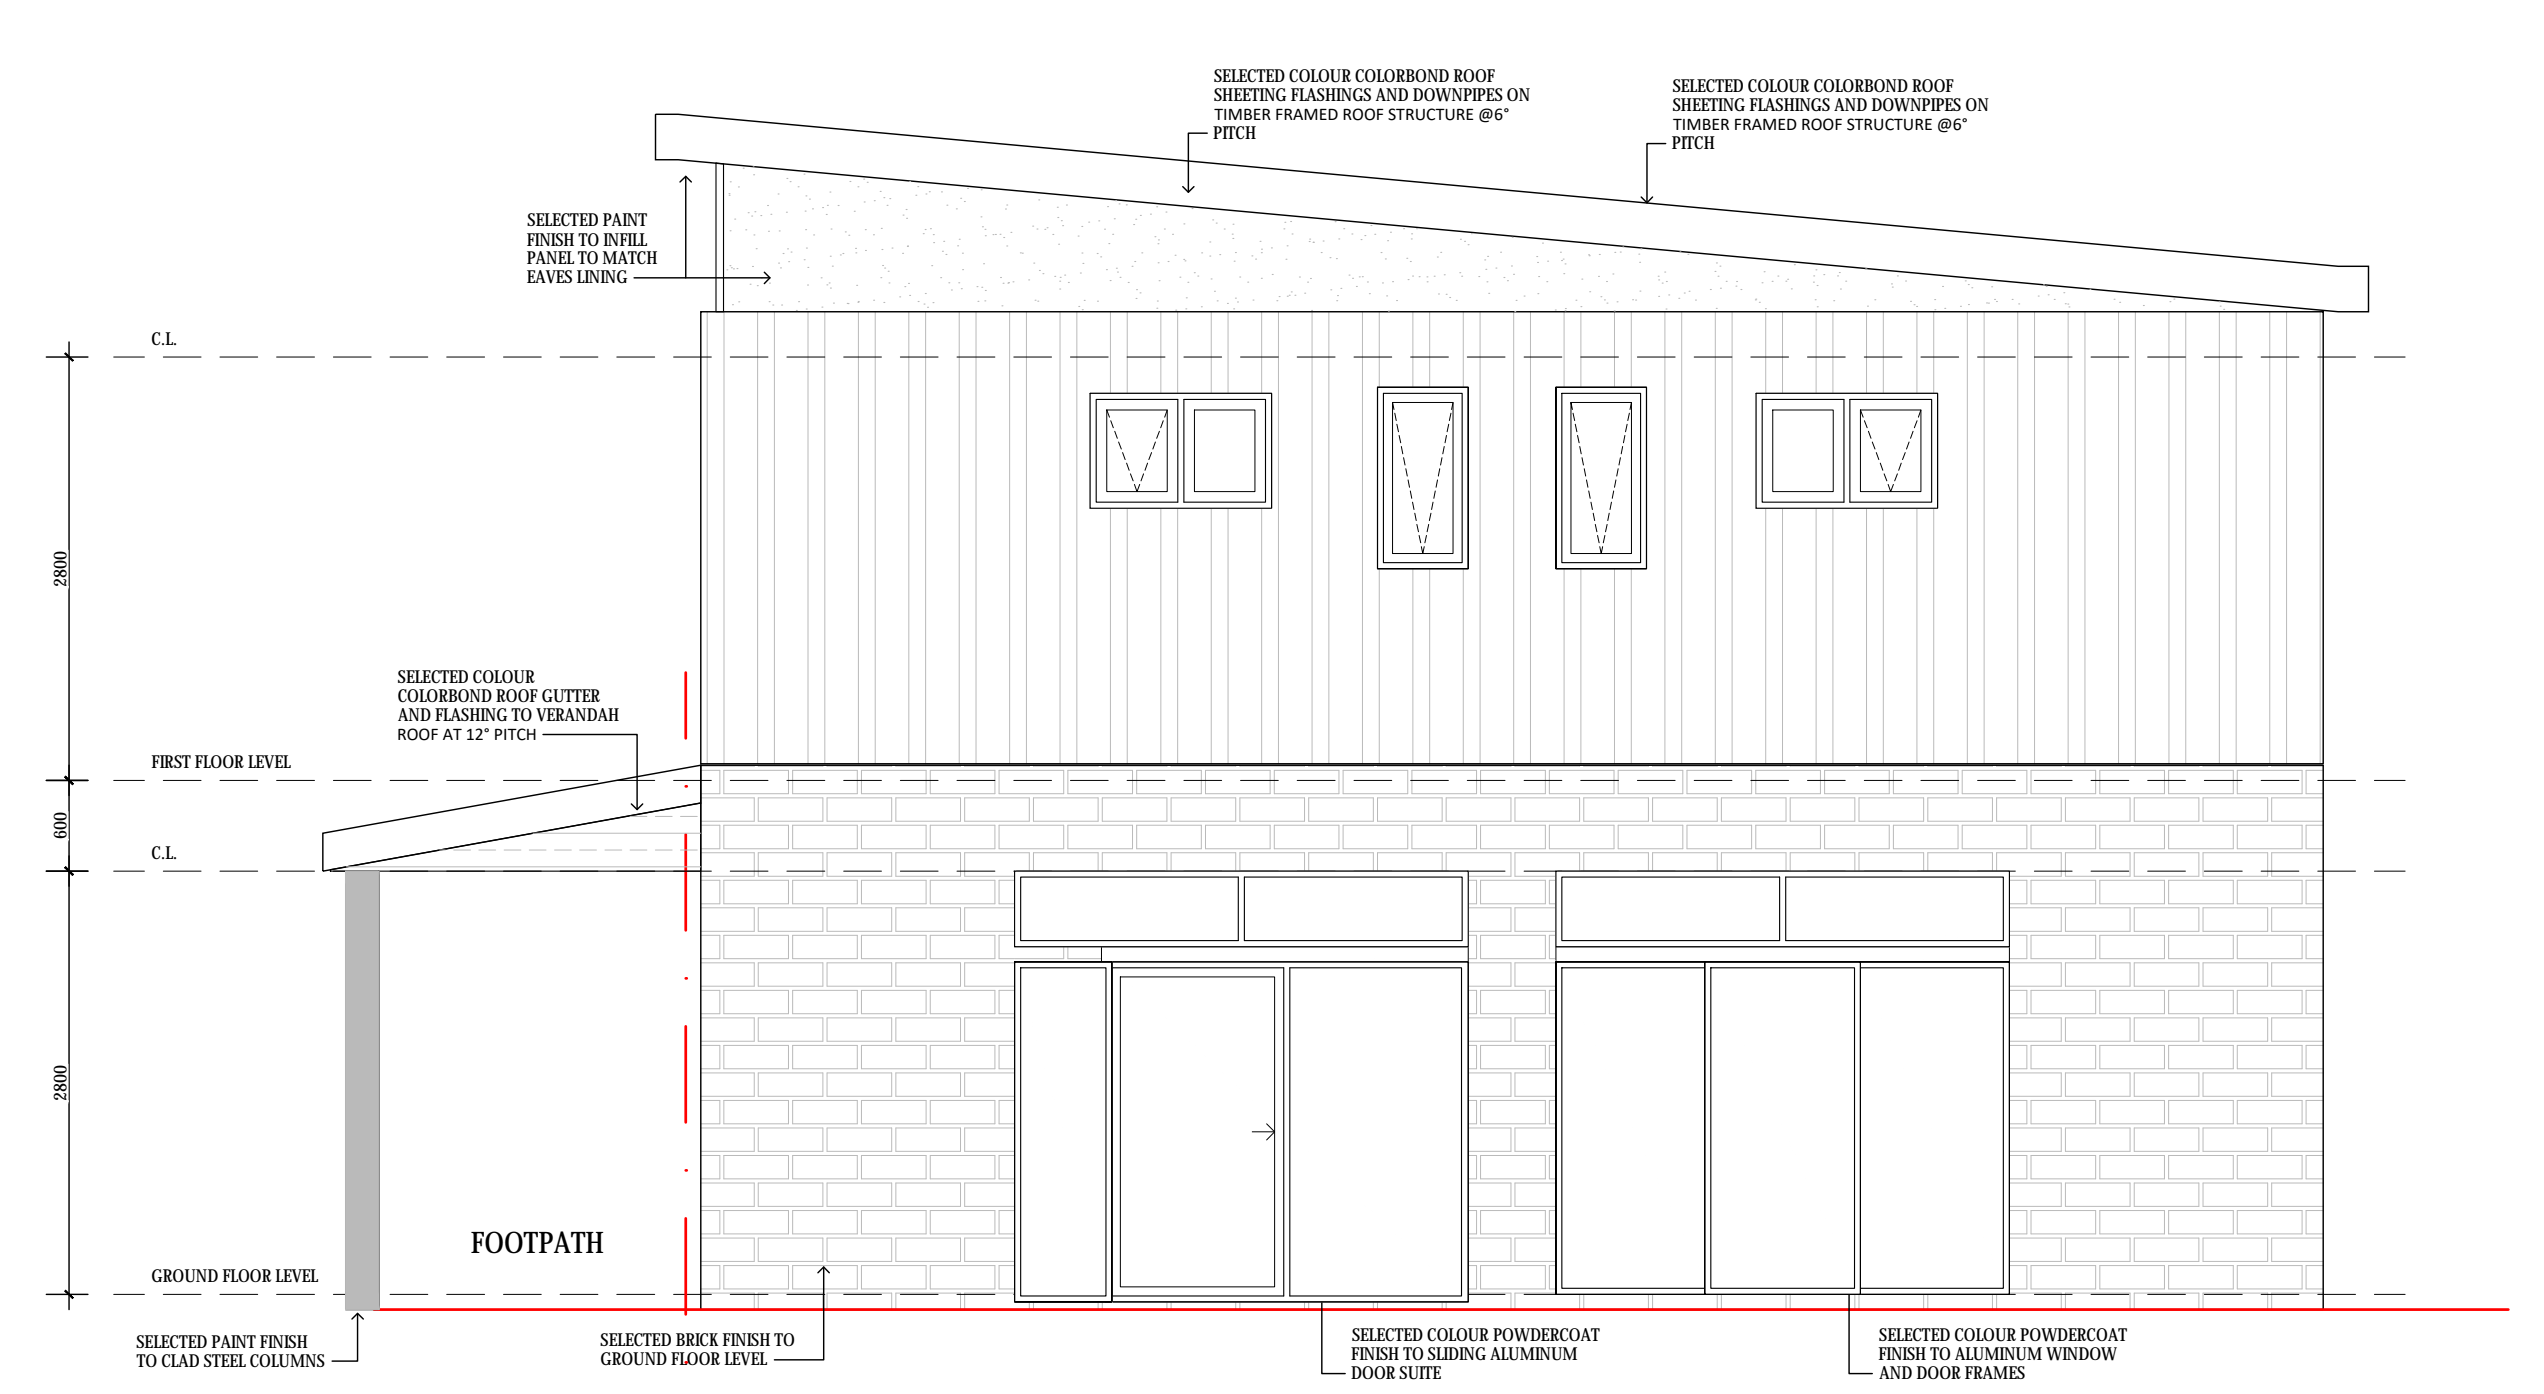 SELECTED COLOUR COLORBOND ROOF
SHEETING FLASHINGS AND DOWNPIPES ON
TIMBER FRAMED ROOF STRUCTURE @6°
PITCH
SELECTED COLOUR COLORBOND ROOF
SHEETING FLASHINGS AND DOWNPIPES ON
TIMBER FRAMED ROOF STRUCTURE @6°
PITCH
SELECTED PAINT
FINISH TO INFILL
PANEL TO MATCH
EAVES LINING
C.L.
2800
SELECTED COLOUR
COLORBOND ROOF GUTTER
AND FLASHING TO VERANDAH
ROOF AT 12° PITCH
FIRST FLOOR LEVEL
600
C.L.
2800
FOOTPATH
GROUND FLOOR LEVEL
SELECTED PAINT FINISH
TO CLAD STEEL COLUMNS
SELECTED BRICK FINISH TO
GROUND FLOOR LEVEL
SELECTED COLOUR POWDERCOAT
FINISH TO SLIDING ALUMINUM
DOOR SUITE
SELECTED COLOUR POWDERCOAT
FINISH TO ALUMINUM WINDOW
AND DOOR FRAMES